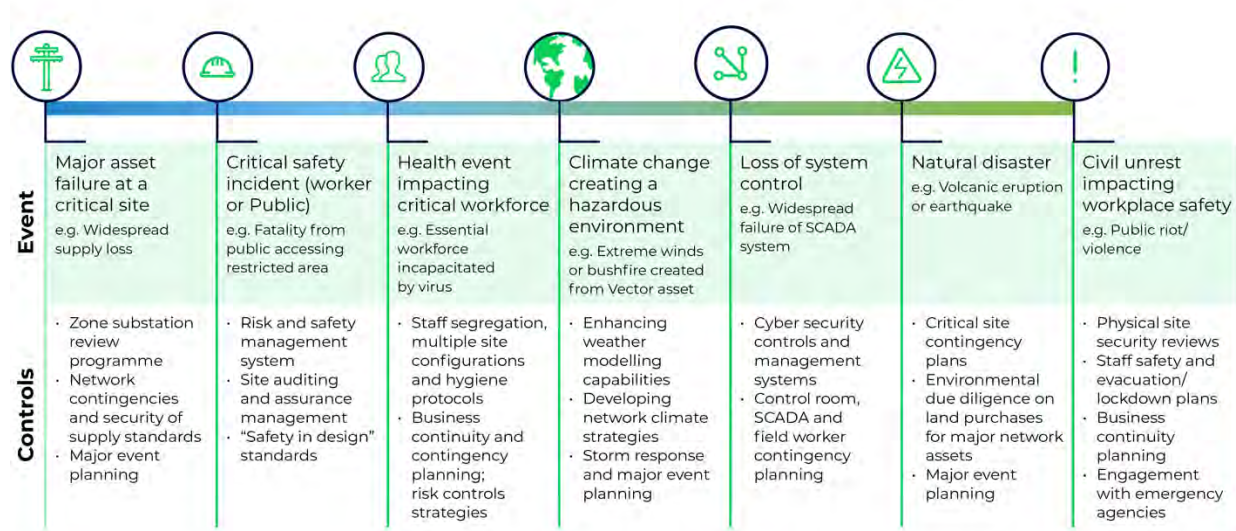 Event
Major asset
failure at a
critical site
e.g. Widespread
supply loss
Critical safety
incident (worker
or Public)
e.g. Fatality from
public accessing
restricted area
Health event
impacting
critical workforce
e.g. Essential
workforce
incapacitated
by virus
Climate change
creating a
hazardous
environment
e.g. Extreme winds
or bushfire created
from Vector asset
Loss of system
control
e.g. Widespread
failure of SCADA
system
Natural disaster
e.g. Volcanic eruption
or earthquake
Civil unrest
impacting
workplace safety
e.g. Public riot/
violence
Controls
· Zone substation
review
programme
· Network
contingencies
and security of
supply standards
· Major event
planning
· Risk and safety
management
system
· Site auditing
and assurance
management
· “Safety in design”
standards
· Staff segregation,
multiple site
configurations
and hygiene
protocols
· Business
continuity and
contingency
planning;
risk controls
strategies
· Enhancing
weather
modelling
capabilities
· Developing
network climate
strategies
· Storm response
and major event
planning
· Cyber security
controls and
management
systems
· Control room,
SCADA and
field worker
contingency
planning
· Critical site
contingency
plans
· Environmental
due diligence on
land purchases
for major network
assets
· Major event
planning
· Physical site
security reviews
· Staff safety and
evacuation/
lockdown plans
· Business
continuity
planning
· Engagement
with emergency
agencies